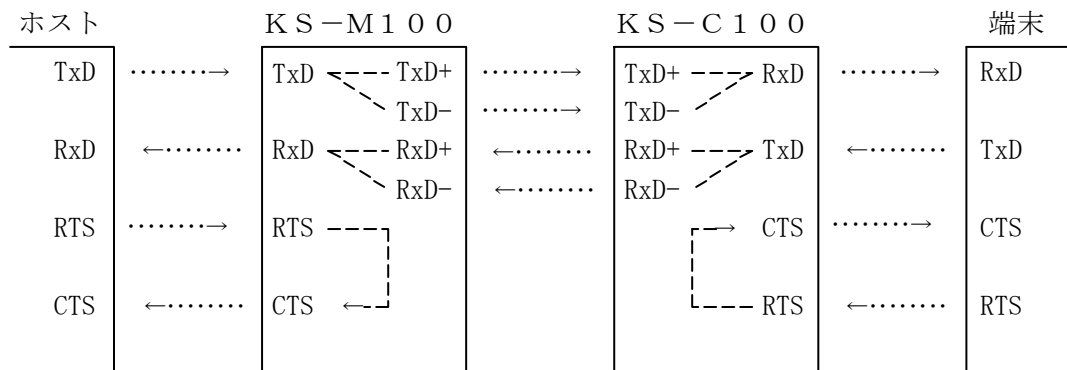 ホスト KS-M100 KS-C100 端末
TxD ········→ TxD TxD+ ········→ TxD+ RxD ········→ RxD
TxD- ········→ TxD-
RxD ←········ RxD RxD+ ←········ RxD+ TxD ←········ TxD
RxD- ←········ RxD-
RTS ········→ RTS → CTS ········→ CTS
CTS ←········ CTS ← RTS ←········ RTS